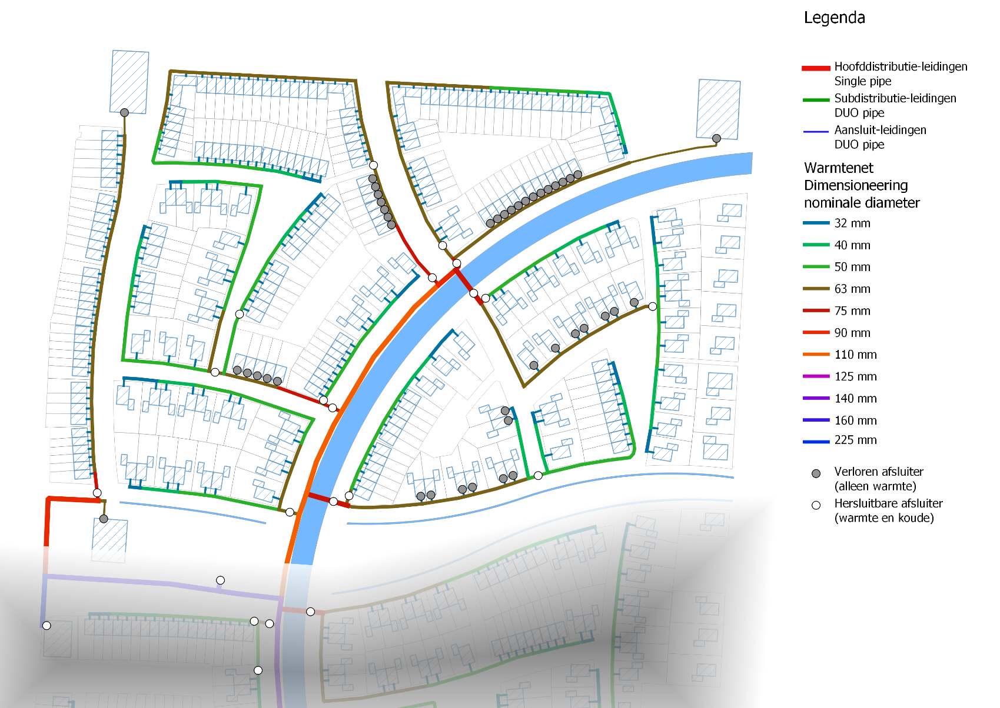 Legenda
Hoofddistributie-leidingen
Single pipe
Subdistributie-leidingen
DUO pipe
Aansluit-leidingen
DUO pipe
Warmtenet
Dimensioneering
nominale diameter
32 mm
40 mm
50 mm
63 mm
75 mm
90 mm
110 mm
125 mm
140 mm
160 mm
225 mm
Verloren afsluiter
(alleen warmte)
Hersluitbare afsluiter
(warmte en koude)